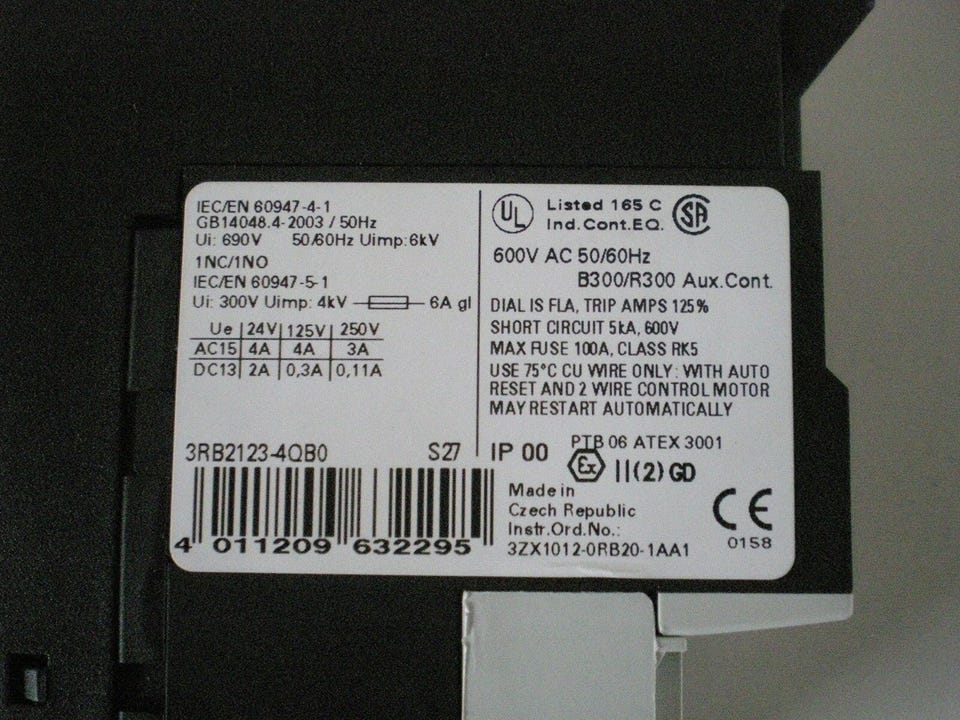 IEC/EN 60947-4-1
GB14048.4-2003 / 50Hz
Ui: 690V 50/60Hz Uimp:6kV
1NC/1NO
IEC/EN 60947-5-1
Ui: 300V Uimp: 4kV 6A gl
Ue 24V 125V 250V
AC15 4A 4A 3A
DC13 2A 0,3A 0,11A
3RB2123-4QB0 S27
4 011209 632295
UL Listed 165 C SA
Ind.Cont.EQ.
600V AC 50/60Hz
B300/R300 Aux.Cont.
DIAL IS FLA, TRIP AMPS 125%
SHORT CIRCUIT 5kA, 600V
MAX FUSE 100A, CLASS RK5
USE 75°C CU WIRE ONLY: WITH AUTO
RESET AND 2 WIRE CONTROL MOTOR
MAY RESTART AUTOMATICALLY
IP 00 PTB 06 ATEX 3001
Ex II(2) GD
Made in
Czech Republic
Instr.Ord.No.:
3ZX1012-0RB20-1AA1
CE
0158